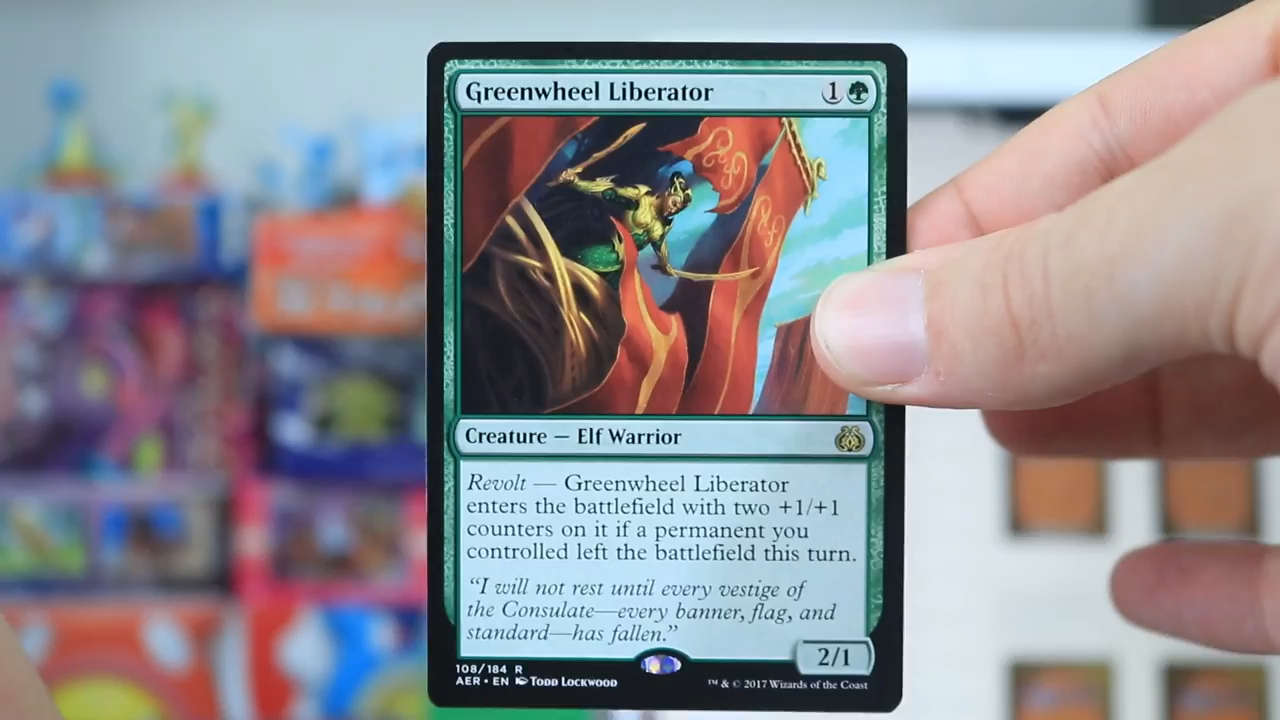 Greenwheel Liberator 1
Creature — Elf Warrior
Revolt — Greenwheel Liberator
enters the battlefield with two +1/+1
counters on it if a permanent you
controlled left the battlefield this turn.
“I will not rest until every vestige of
the Consulate—every banner, flag, and
standard—has fallen.”
2/1
108/184 R
AER • EN Todd Lockwood
™ & © 2017 Wizards of the Coast